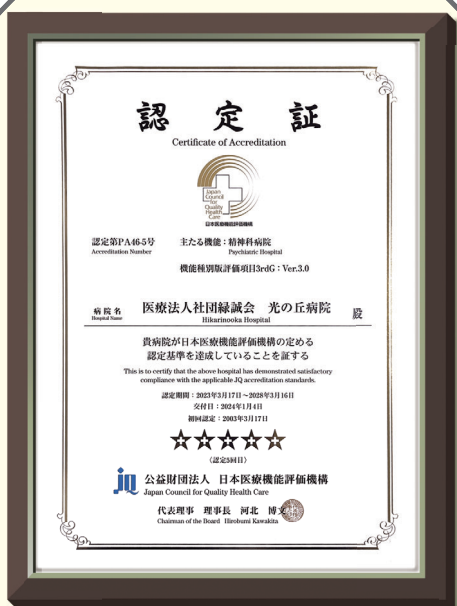 認定証
Certificate of Accreditation
Japan
Council
for
Quality
Health
Care
日本医療機能評価機構
認定第PA46-5号
Accreditation Number
主たる機能：精神科病院
Psychiatric Hospital
機能種別版評価項目3rdG：Ver.3.0
病院名
Hospital Name
医療法人社団緑誠会 光の丘病院 殿
Hikarinooka Hospital
貴病院が日本医療機能評価機構の定める
認定基準を達成していることを証する
This is to certify that the above hospital has demonstrated satisfactory
compliance with the applicable JQ accreditation standards.
認定期間：2023年3月17日～2028年3月16日
交付日：2024年1月4日
初回認定：2003年3月17日
〈認定5回目〉
jq 公益財団法人 日本医療機能評価機構
Japan Council for Quality Health Care
代表理事 理事長 河北 博文
Chairman of the Board Hirobumi Kawakita